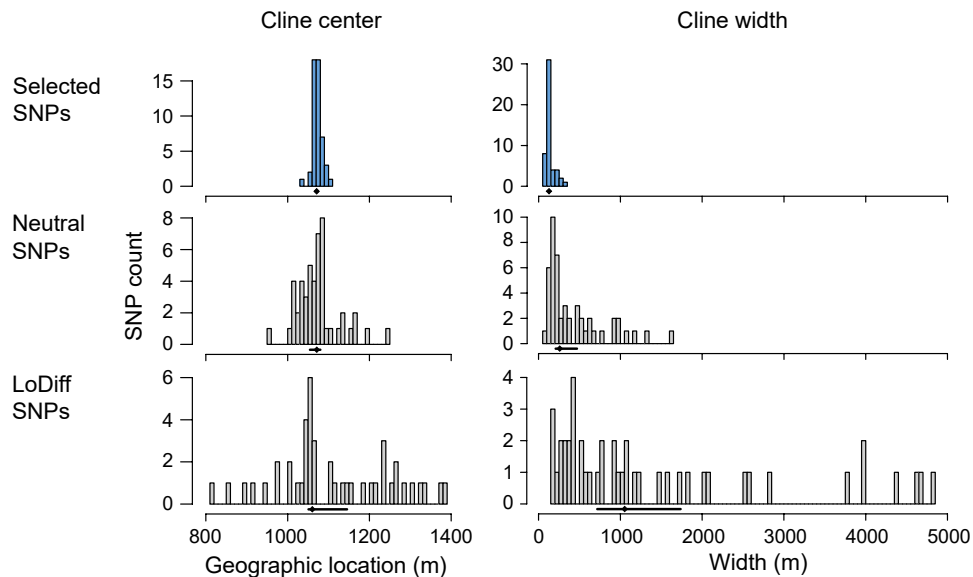 Cline center
Cline width
Selected
SNPs
15
10
5
0
30
20
10
0
Neutral
SNPs
SNP count
8
6
4
2
0
10
8
6
4
2
0
LoDiff
SNPs
6
4
2
0
4
3
2
1
0
800 1000 1200 1400
0 1000 2000 3000 4000 5000
Geographic location (m)
Width (m)